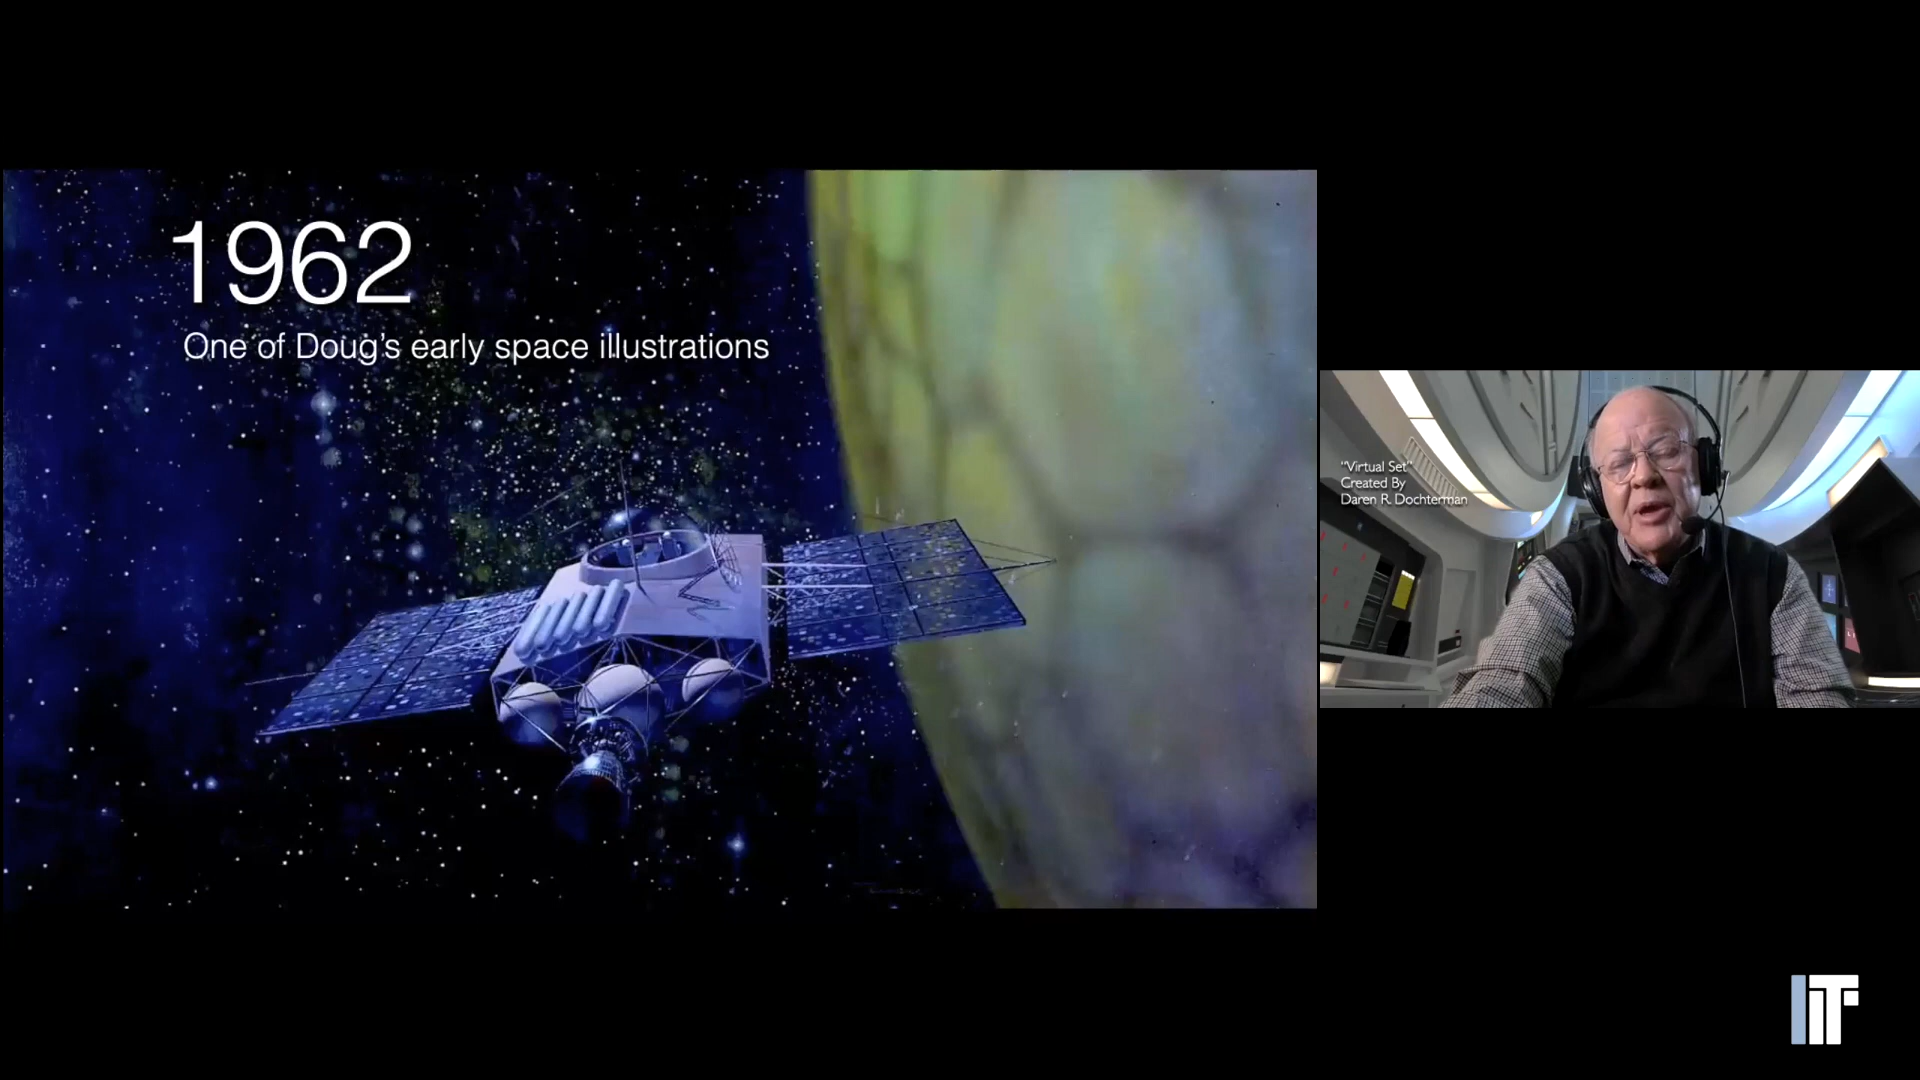 1962
One of Doug's early space illustrations
"Virtual Set"
Created By
Daren R. Dochterman